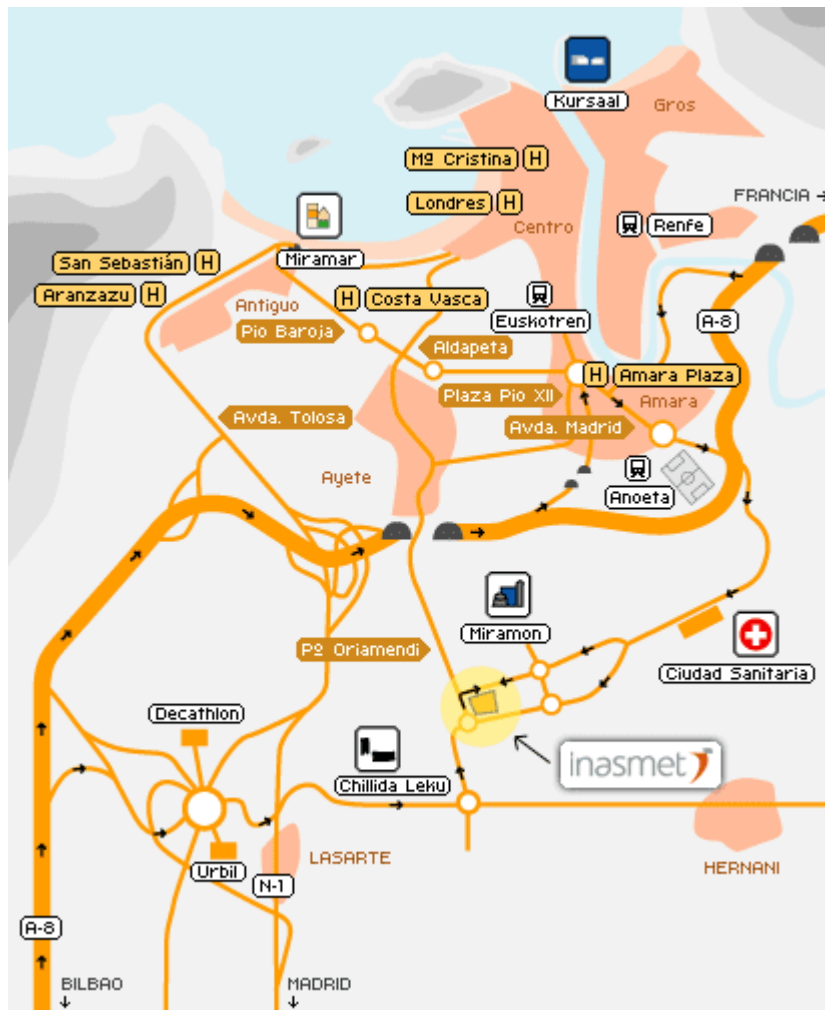 Kursaal
Gros
Mª Cristina H
FRANCIA →
Londres H
Centro
Renfe
San Sebastián H
Miramar
Aranzazu H
Antiguo
H Costa Vasca
Euskotren
A-8
Pio Baroja
Aldapeta
H Amara Plaza
Plaza Pio XII
Amara
Avda. Tolosa
Avda. Madrid
Ayete
Anoeta
Miramon
Pº Oriamendi
Ciudad Sanitaria
Decathlon
inasmet
Chillida Leku
LASARTE
Urbil
HERNANI
N-1
A-8
BILBAO
↓
MADRID
↓